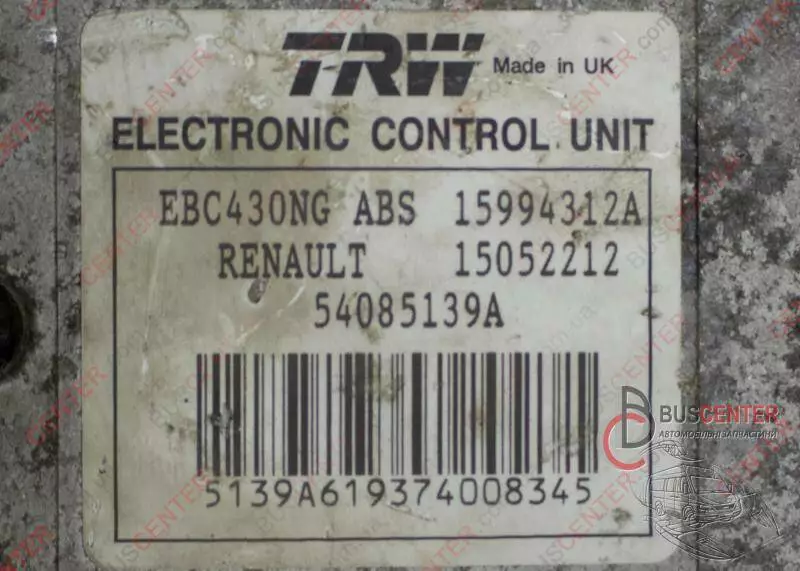 TRW Made in UK
ELECTRONIC CONTROL UNIT
EBC430NG ABS 15994312A
RENAULT 15052212
54085139A
5139A619374008345
BUSCENTER
АВТОМОБІЛЬНІ ЗАПЧАСТИНИ